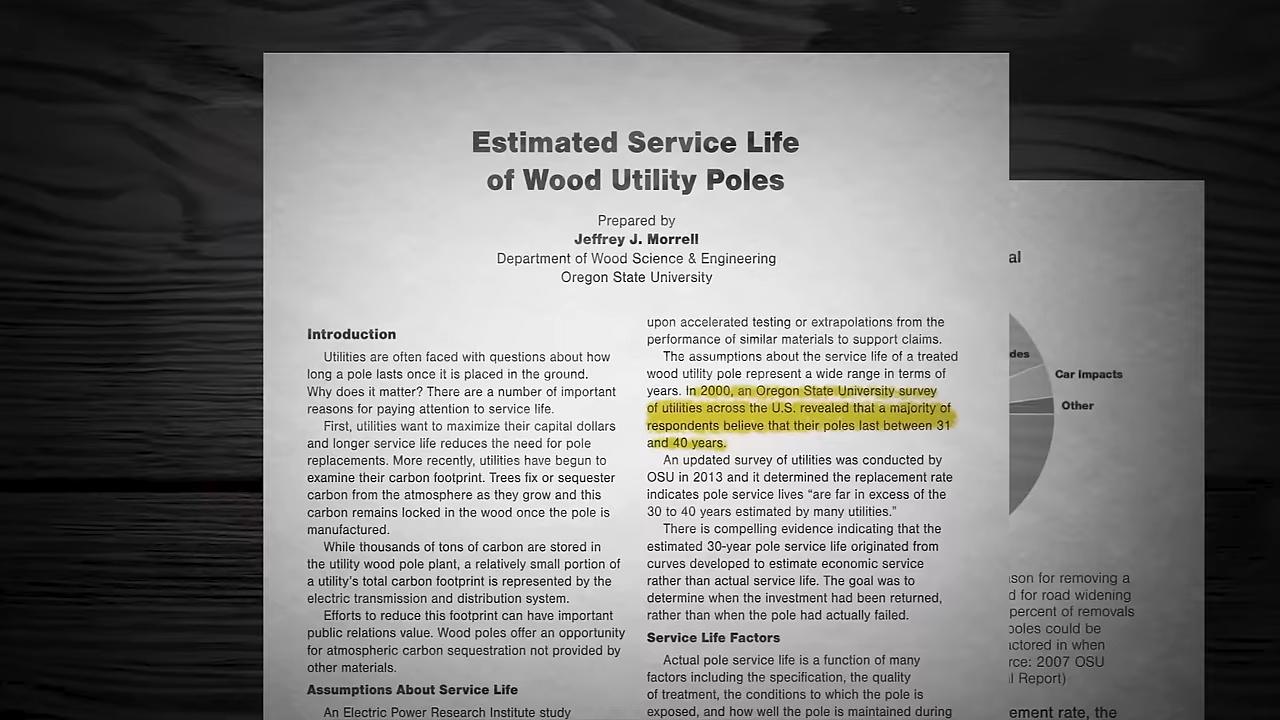 Estimated Service Life
of Wood Utility Poles
Prepared by
Jeffrey J. Morrell
Department of Wood Science & Engineering
Oregon State University
Introduction
Utilities are often faced with questions about how
long a pole lasts once it is placed in the ground.
Why does it matter? There are a number of important
reasons for paying attention to service life.
First, utilities want to maximize their capital dollars
and longer service life reduces the need for pole
replacements. More recently, utilities have begun to
examine their carbon footprint. Trees fix or sequester
carbon from the atmosphere as they grow and this
carbon remains locked in the wood once the pole is
manufactured.
While thousands of tons of carbon are stored in
the utility wood pole plant, a relatively small portion of
a utility's total carbon footprint is represented by the
electric transmission and distribution system.
Efforts to reduce this footprint can have important
public relations value. Wood poles offer an opportunity
for atmospheric carbon sequestration not provided by
other materials.
Assumptions About Service Life
An Electric Power Research Institute study
upon accelerated testing or extrapolations from the
performance of similar materials to support claims.
The assumptions about the service life of a treated
wood utility pole represent a wide range in terms of
years. In 2000, an Oregon State University survey
of utilities across the U.S. revealed that a majority of
respondents believe that their poles last between 31
and 40 years.
An updated survey of utilities was conducted by
OSU in 2013 and it determined the replacement rate
indicates pole service lives “are far in excess of the
30 to 40 years estimated by many utilities.”
There is compelling evidence indicating that the
estimated 30-year pole service life originated from
curves developed to estimate economic service
rather than actual service life. The goal was to
determine when the investment had been returned,
rather than when the pole had actually failed.
Service Life Factors
Actual pole service life is a function of many
factors including the specification, the quality
of treatment, the conditions to which the pole is
exposed, and how well the pole is maintained during
al
des
Car Impacts
Other
son for removing a
d for road widening
percent of removals
oles could be
actored in when
rce: 2007 OSU
l Report)
ement rate, the